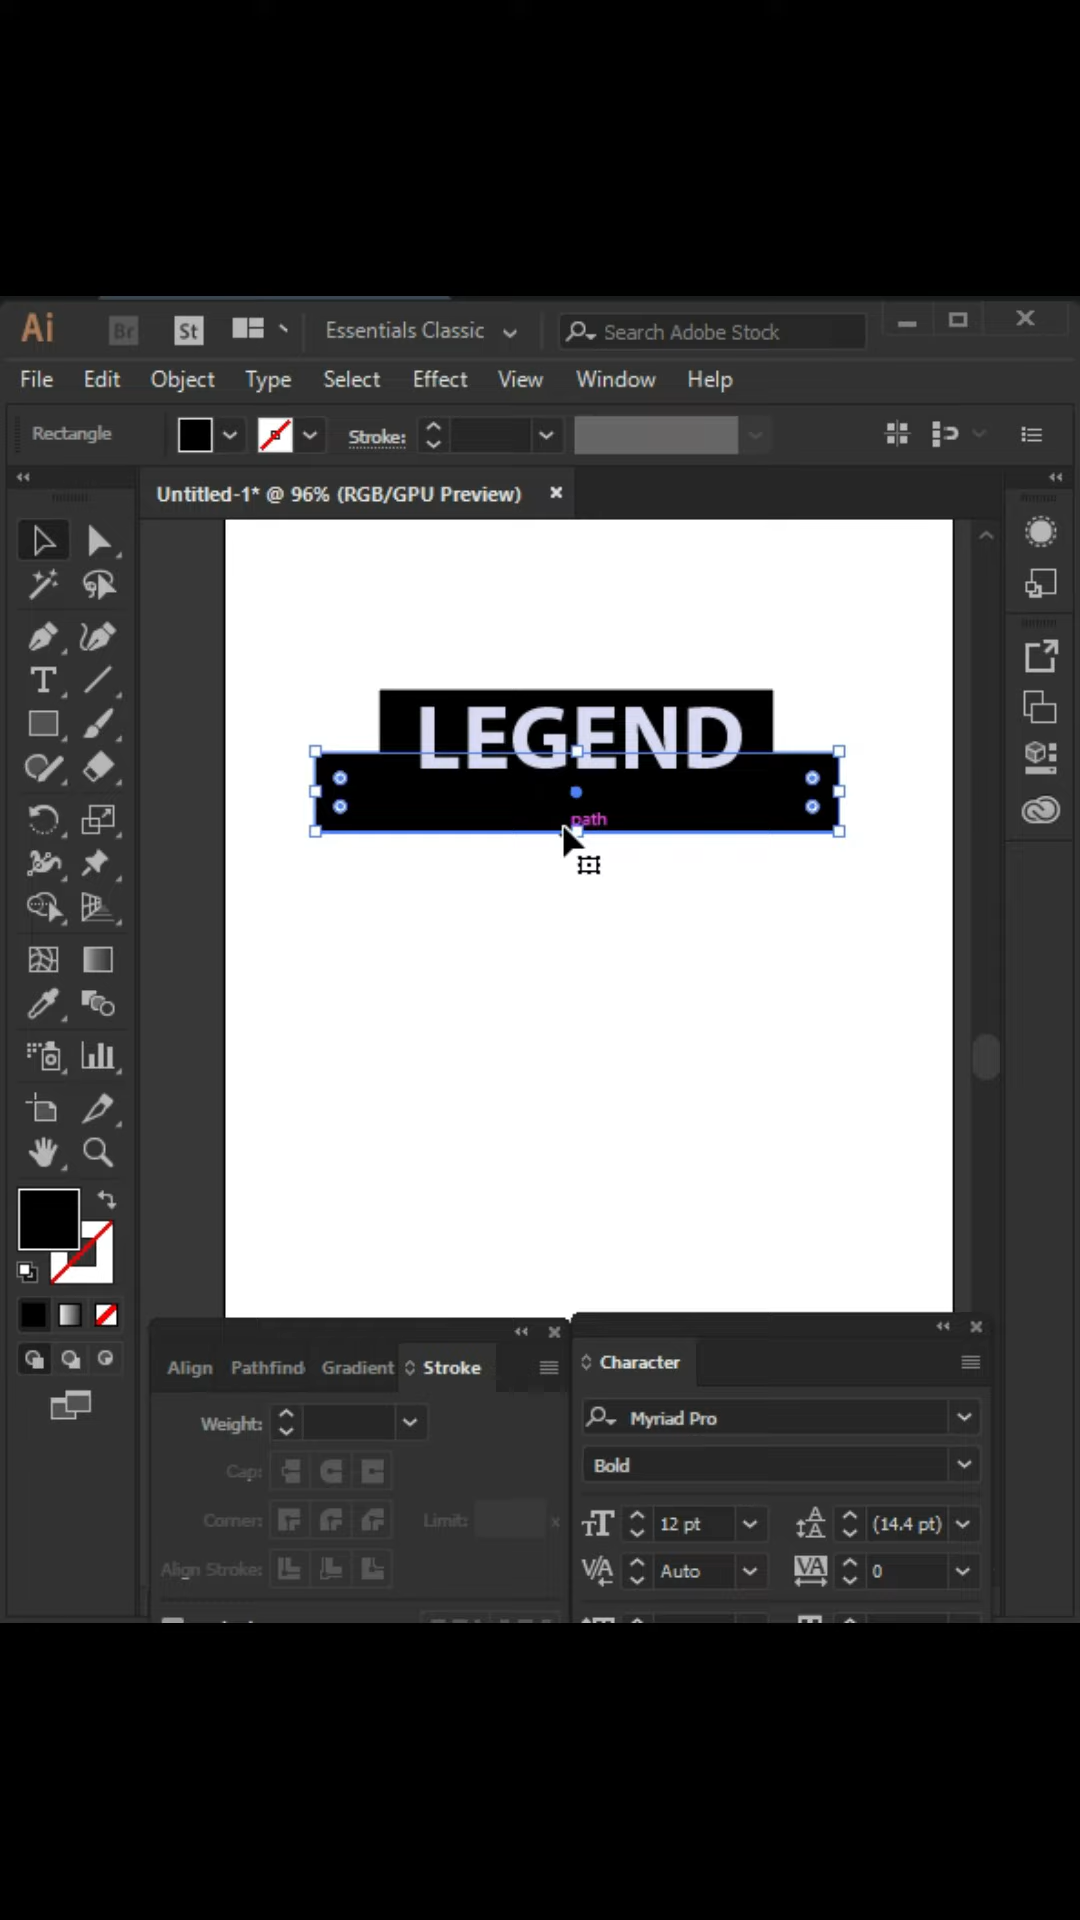 Ai Br St Essentials Classic Search Adobe Stock
File Edit Object Type Select Effect View Window Help
Rectangle Stroke:
Untitled-1* @ 96% (RGB/GPU Preview)
LEGEND
path
Align Pathfind Gradient Stroke
Weight:
Cap:
Corner: Limit: x
Align Stroke:
Character
Myriad Pro
Bold
12 pt (14.4 pt)
Auto 0